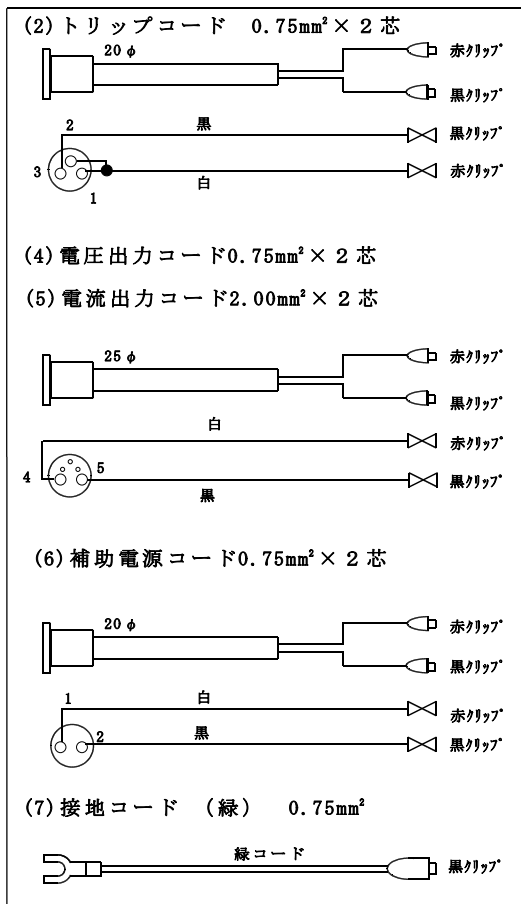 (2)トリップコード 0.75mm²×2芯
20φ
赤ｸﾘｯﾌﾟ
黒ｸﾘｯﾌﾟ
2 黒 黒ｸﾘｯﾌﾟ
3
1 白 赤ｸﾘｯﾌﾟ
(4)電圧出力コード0.75mm²×2芯
(5)電流出力コード2.00mm²×2芯
25φ
赤ｸﾘｯﾌﾟ
黒ｸﾘｯﾌﾟ
白 赤ｸﾘｯﾌﾟ
4 5
黒 黒ｸﾘｯﾌﾟ
(6)補助電源コード0.75mm²×2芯
20φ
赤ｸﾘｯﾌﾟ
黒ｸﾘｯﾌﾟ
1 白 赤ｸﾘｯﾌﾟ
2 黒 黒ｸﾘｯﾌﾟ
(7)接地コード (緑) 0.75mm²
緑コード 黒ｸﾘｯﾌﾟ